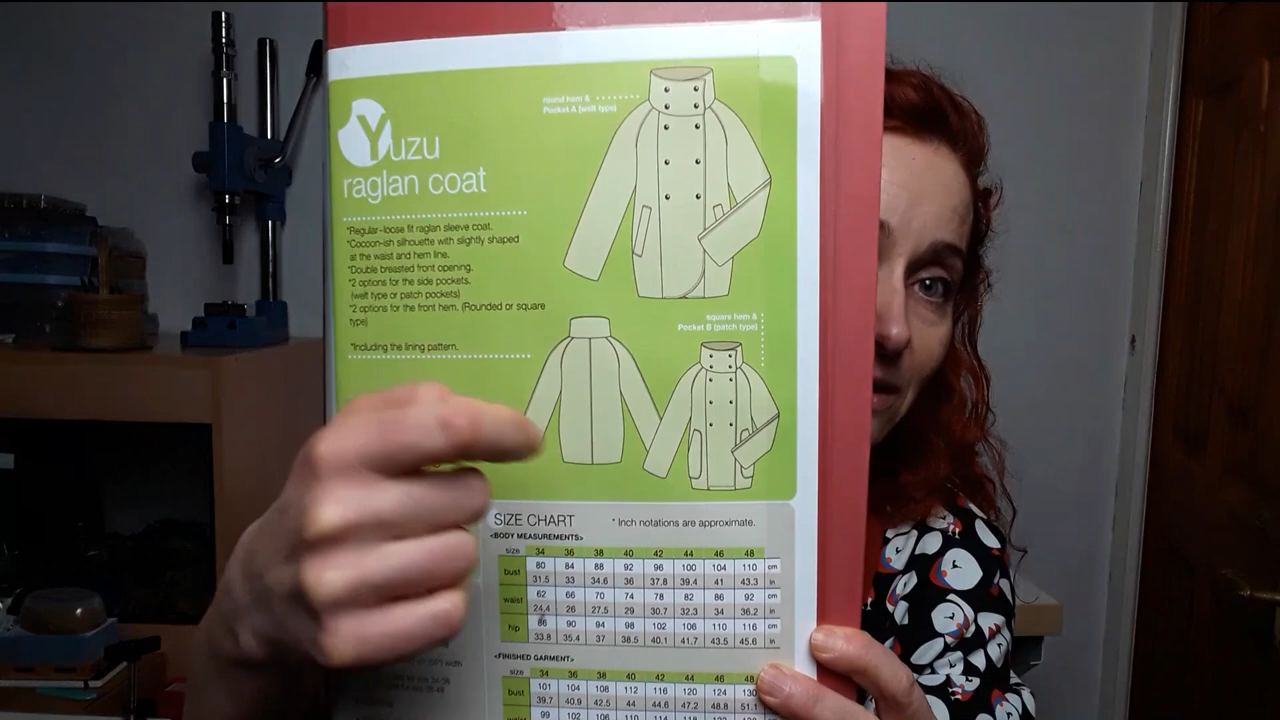 Yuzu
raglan coat
*Regular-loose fit raglan sleeve coat.
*Cocoon-ish silhouette with slightly shaped
at the waist and hem line.
*Double breasted front opening.
*2 options for the side pockets.
(welt type or patch pockets)
*2 options for the front hem. (Rounded or square
type)
*Including the lining pattern.
round hem &
Pocket A (welt type)
square hem &
Pocket B (patch type)
SIZE CHART * Inch notations are approximate.
<BODY MEASUREMENTS>
size 34 36 38 40 42 44 46 48
bust 80 84 88 92 96 100 104 110 cm
31.5 33 34.6 36 37.8 39.4 41 43.3 in
waist 62 66 70 74 78 82 86 92 cm
24.4 26 27.5 29 30.7 32.3 34 36.2 in
hip 86 90 94 98 102 106 110 116 cm
33.8 35.4 37 38.5 40.1 41.7 43.5 45.6 in
<FINISHED GARMENT>
size 34 36 38 40 42 44 46 48
bust 101 104 108 112 116 120 124 130
39.7 40.9 42.5 44 44.6 47.2 48.8 51.1
99 102 106 110 114 118